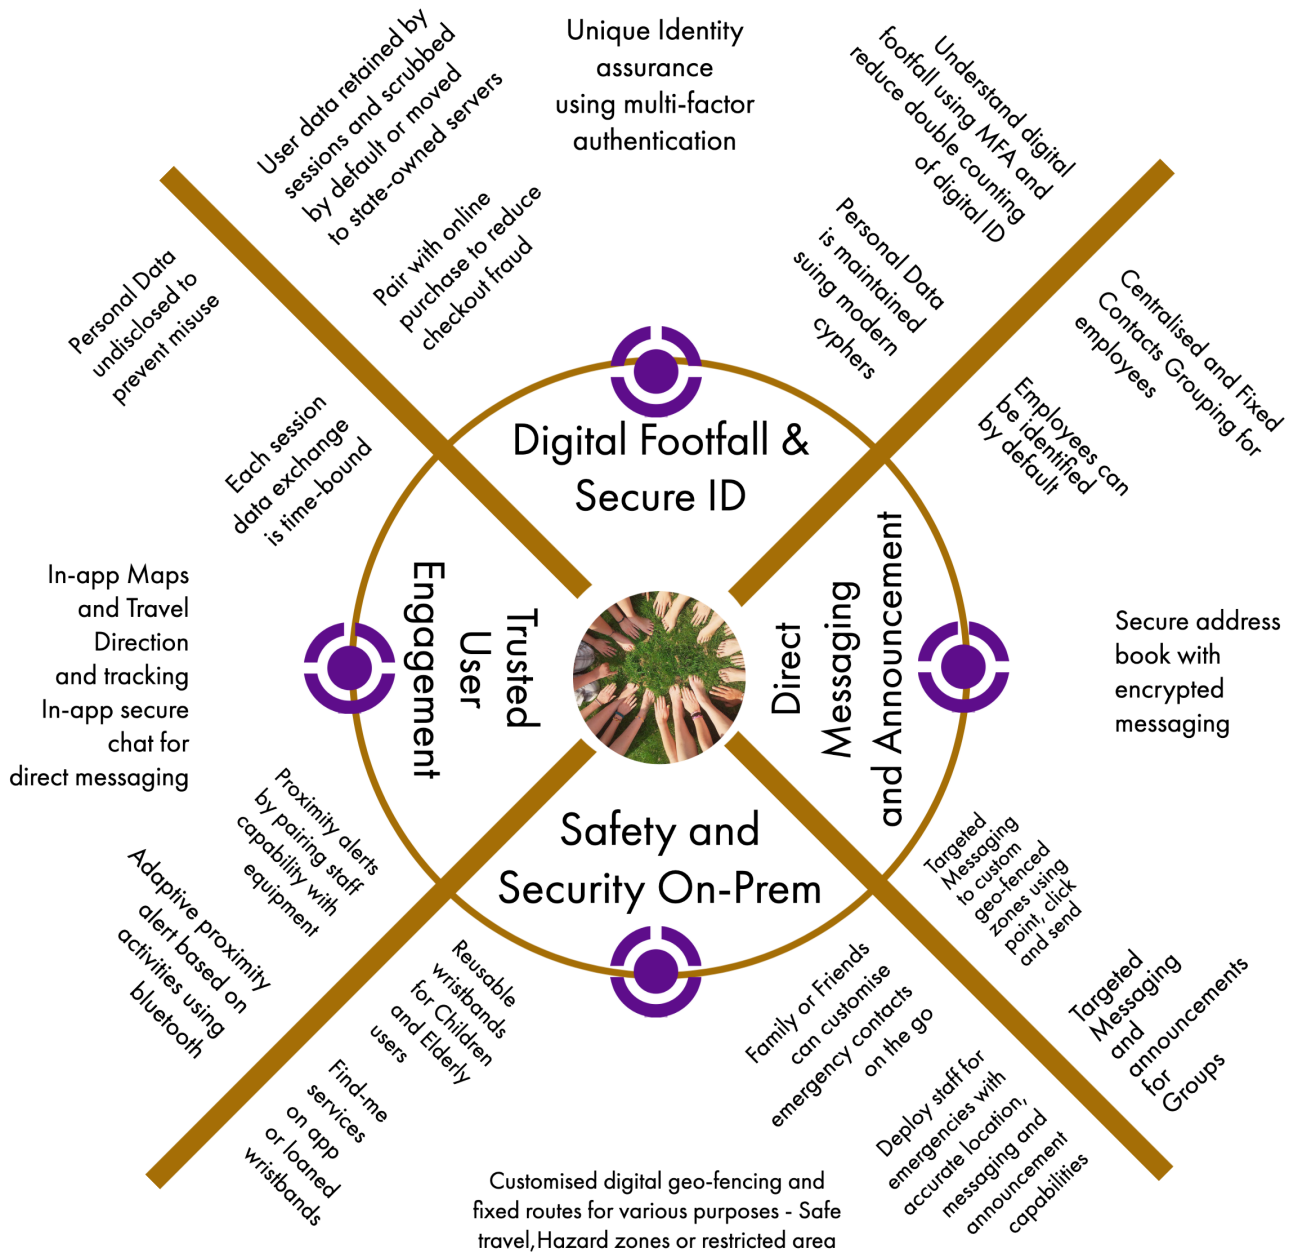 User data retained by
sessions and scrubbed
by default or moved
to state-owned servers
Pair with online
purchase to reduce
checkout fraud
Unique Identity
assurance
using multi-factor
authentication
Understand digital
footfall using MFA and
reduce double counting
of digital ID
Personal Data
is maintained
suing modern
cyphers
Digital Footfall &
Secure ID
Centralised and Fixed
Contacts Grouping for
employees
Employees can
be identified
by default
Secure address
book with
encrypted
messaging
Direct
Messaging
and Announcement
Targeted
Messaging
to custom
geo-fenced
zones using
point, click
and send
Targeted
Messaging
and
announcements
for
Groups
Safety and
Security On-Prem
Family or Friends
can customise
emergency contacts
on the go
Deploy staff for
emergencies with
accurate location,
messaging and
announcement
capabilities
Customised digital geo-fencing and
fixed routes for various purposes - Safe
travel,Hazard zones or restricted area
Reusable
wristbands
for Children
and Elderly
users
Find-me
services
on app
or loaned
wristbands
Trusted
User
Engagement
Proximity alerts
by pairing staff
capability with
equipment
Adaptive proximity
alert based on
activities using
bluetooth
In-app Maps
and Travel
Direction
and tracking
In-app secure
chat for
direct messaging
Each session
data exchange
is time-bound
Personal Data
undisclosed to
prevent misuse